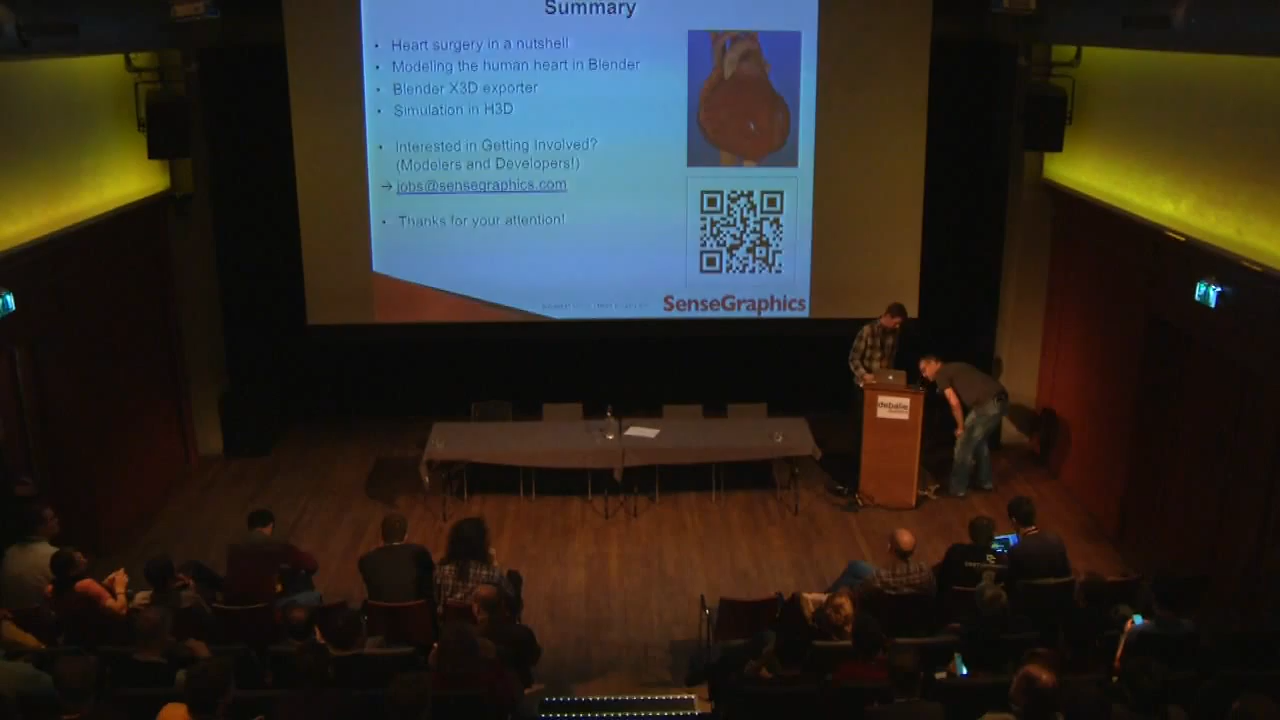 Summary
• Heart surgery in a nutshell
• Modeling the human heart in Blender
• Blender X3D exporter
• Simulation in H3D
• Interested in Getting Involved?
(Modelers and Developers!)
→ jobs@sensegraphics.com
• Thanks for your attention!
SenseGraphics
debalie